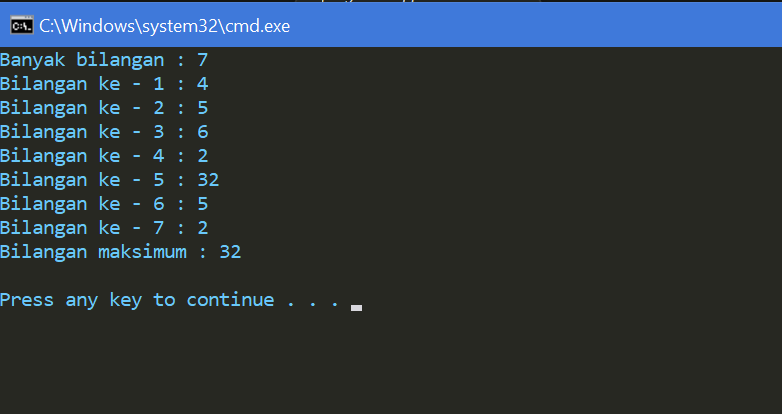 C:\Windows\system32\cmd.exe
Banyak bilangan : 7
Bilangan ke - 1 : 4
Bilangan ke - 2 : 5
Bilangan ke - 3 : 6
Bilangan ke - 4 : 2
Bilangan ke - 5 : 32
Bilangan ke - 6 : 5
Bilangan ke - 7 : 2
Bilangan maksimum : 32
Press any key to continue . . .